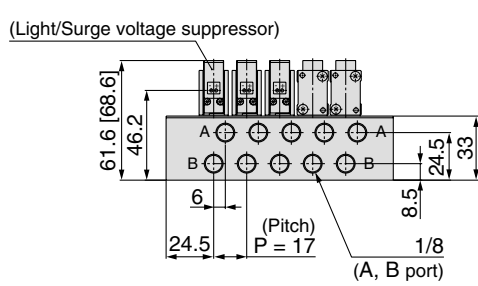 (Light/Surge voltage suppressor)
61.6 [68.6]
46.2
A A
B B
24.5
33
8.5
6
(Pitch)
24.5 P = 17
1/8
(A, B port)